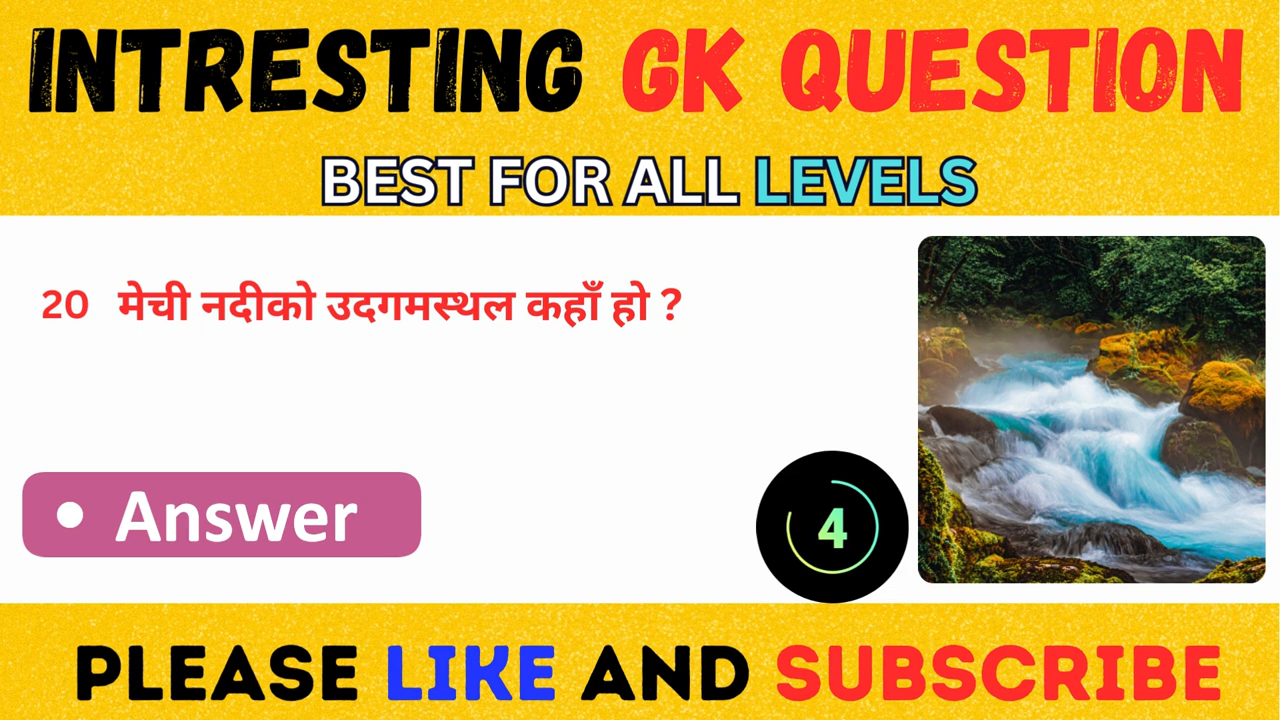 INTRESTING GK QUESTION
BEST FOR ALL LEVELS
20 मेची नदीको उदगमस्थल कहाँ हो ?
• Answer
4
PLEASE LIKE AND SUBSCRIBE